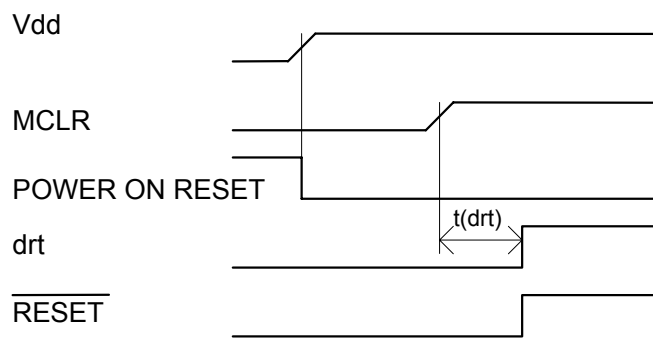 Vdd
MCLR
POWER ON RESET
t(drt)
drt
RESET